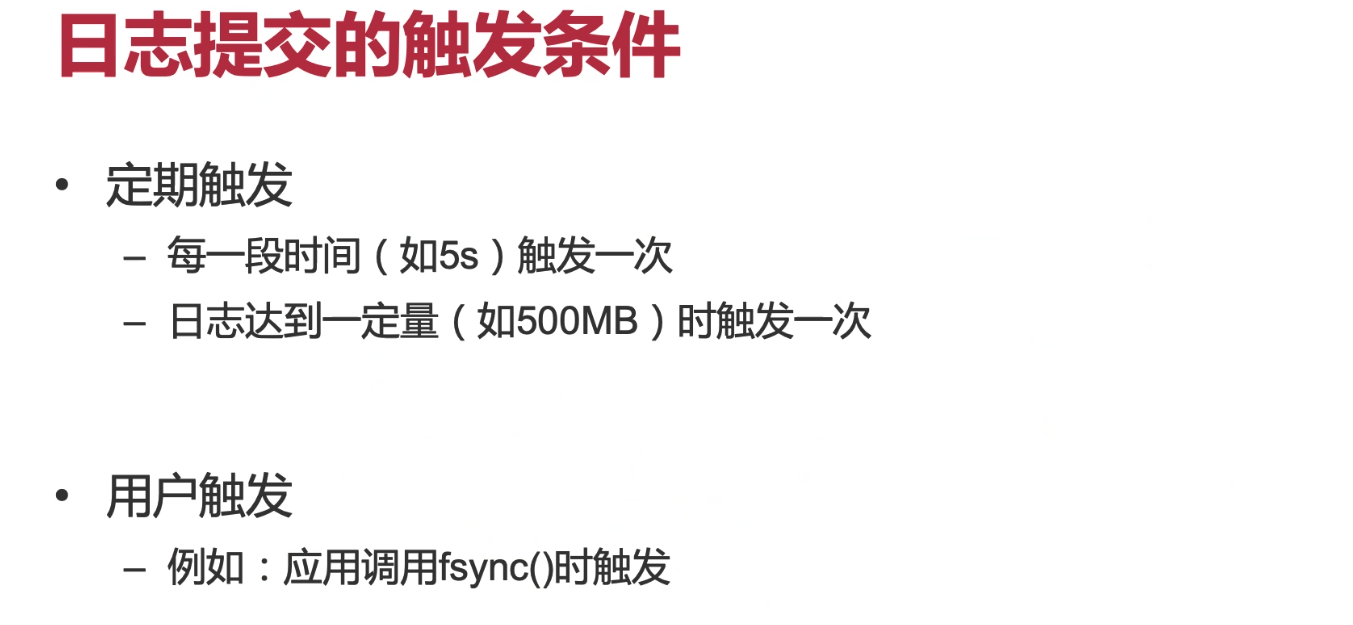 日志提交的触发条件
• 定期触发
– 每一段时间（如5s）触发一次
– 日志达到一定量（如500MB）时触发一次
• 用户触发
– 例如：应用调用fsync()时触发